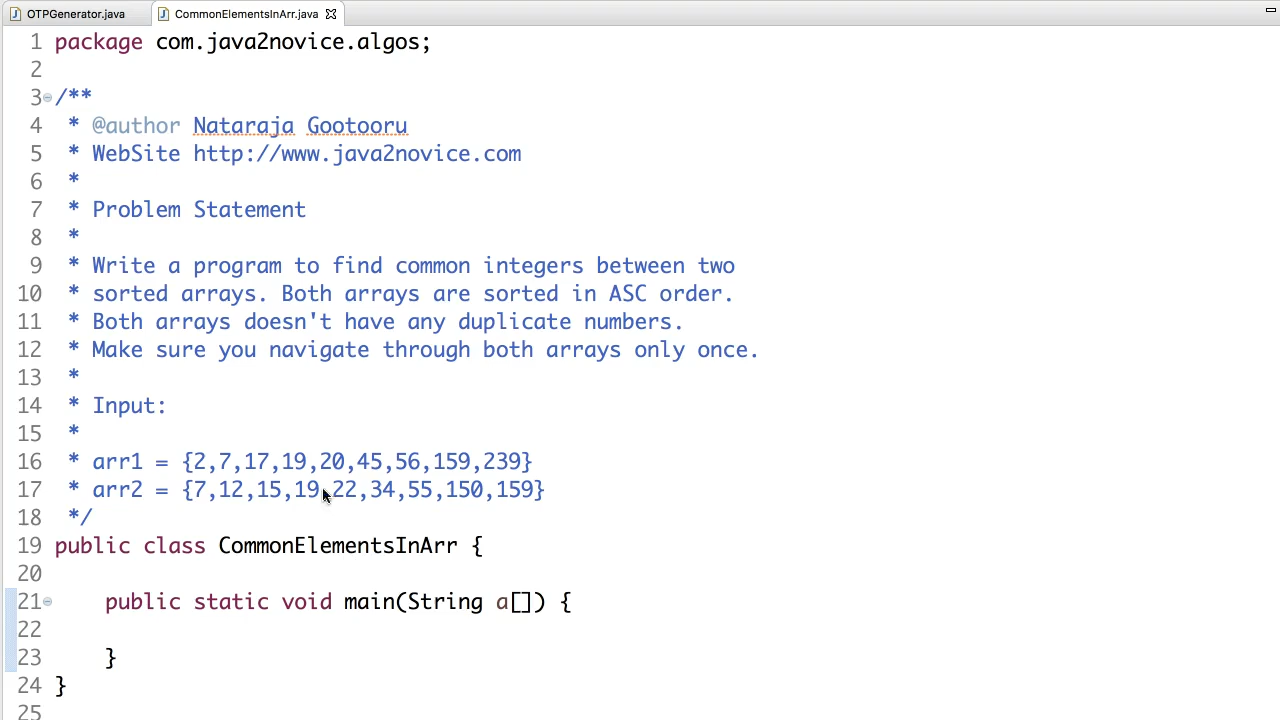 OTPGenerator.java CommonElementsInArr.java
1 package com.java2novice.algos;
2
3 /**
4 * @author Nataraja Gootooru
5 * WebSite http://www.java2novice.com
6 *
7 * Problem Statement
8 *
9 * Write a program to find common integers between two
10 * sorted arrays. Both arrays are sorted in ASC order.
11 * Both arrays doesn't have any duplicate numbers.
12 * Make sure you navigate through both arrays only once.
13 *
14 * Input:
15 *
16 * arr1 = {2,7,17,19,20,45,56,159,239}
17 * arr2 = {7,12,15,19,22,34,55,150,159}
18 */
19 public class CommonElementsInArr {
20
21 public static void main(String a[]) {
22
23 }
24 }
25